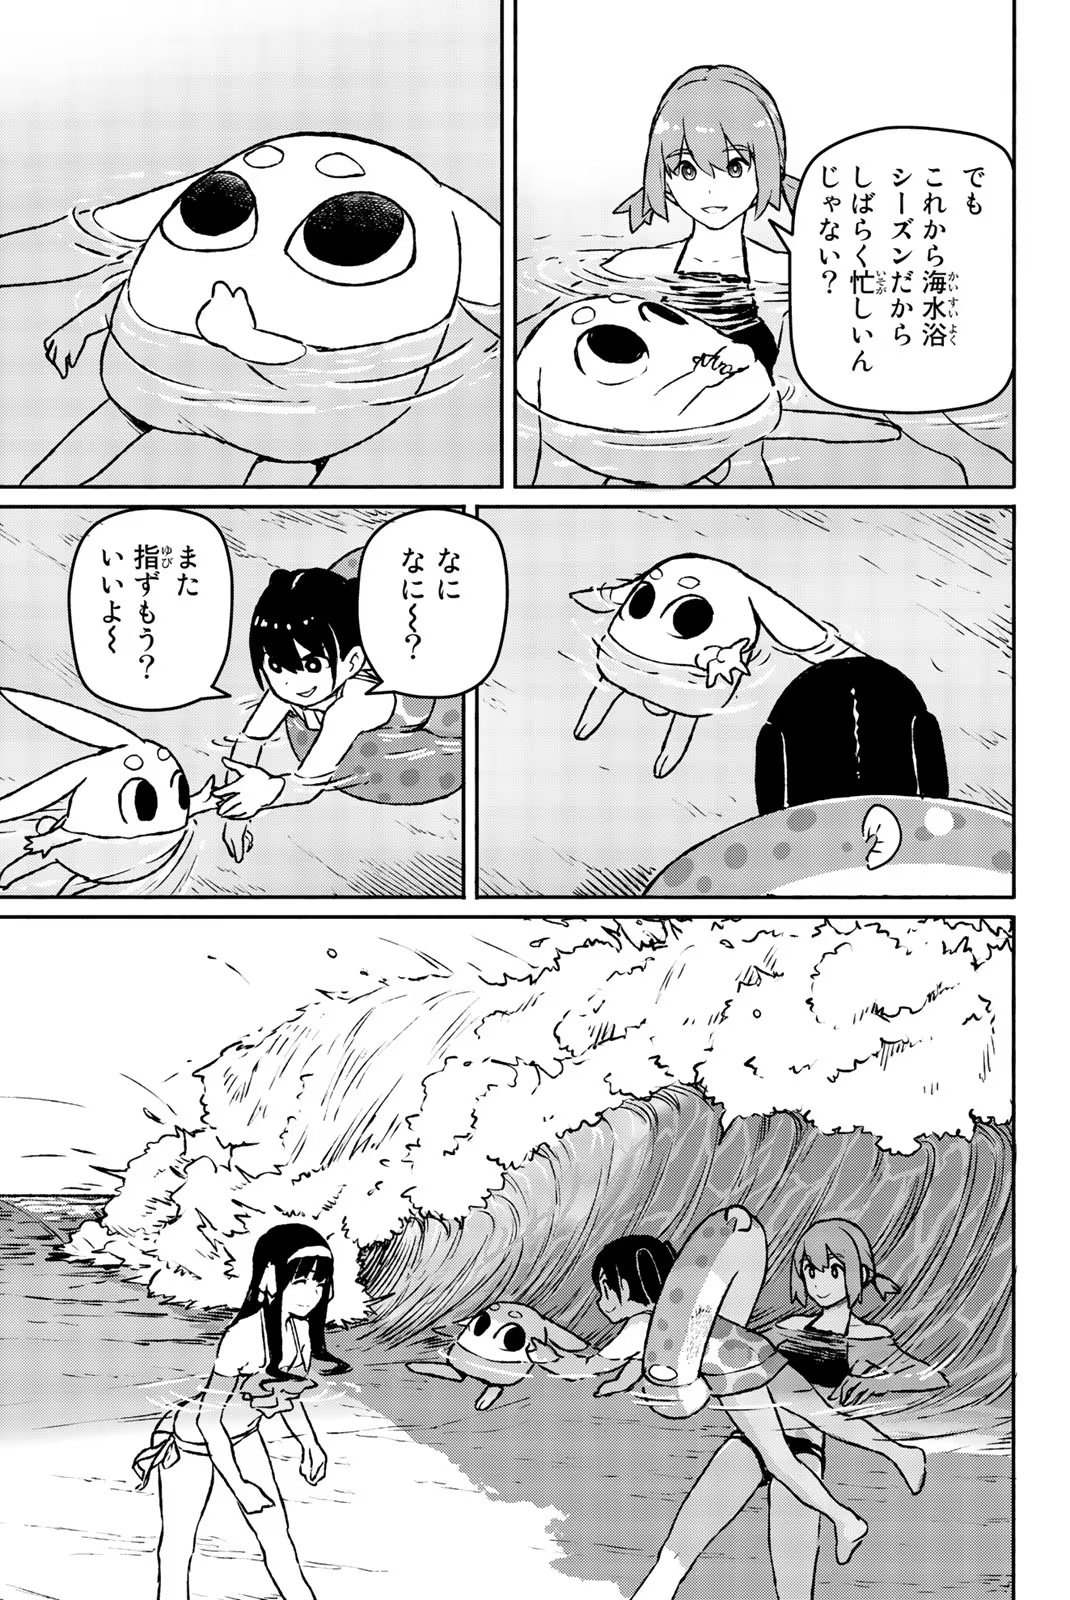 でも
これから海水浴
シーズンだから
しばらく忙しいん
じゃない？
なに
なに〜？
また
指ずもう？
いいよ〜